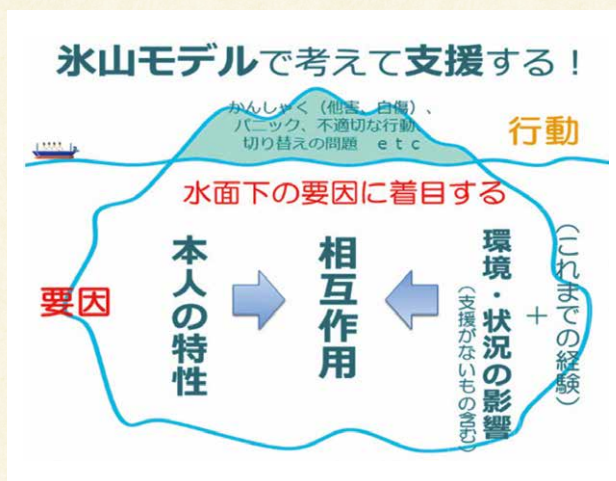 氷山モデルで考えて支援する！
かんしゃく（他害、自傷）、
パニック、不適切な行動、
切り替えの問題　ｅｔｃ
行動
水面下の要因に着目する
要因
本人の特性
相互作用
環境・状況の影響
（支援がないもの含む）
＋
（これまでの経験）